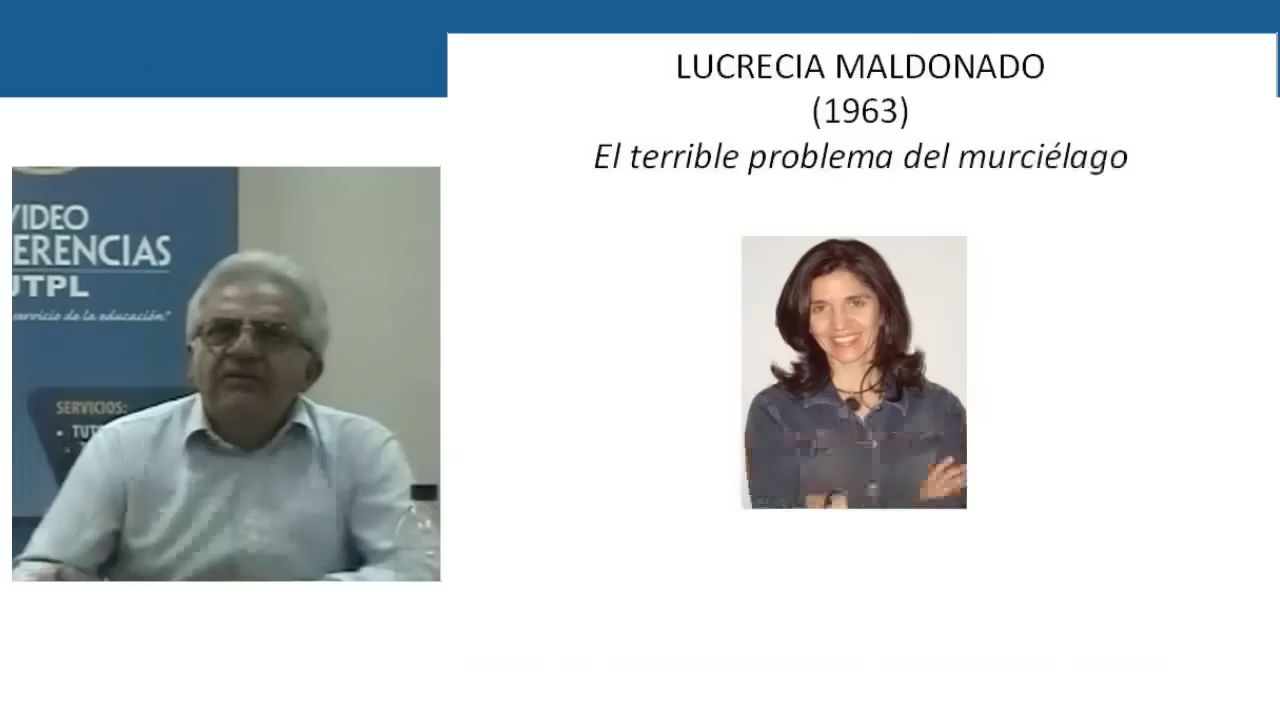 LUCRECIA MALDONADO
(1963)
El terrible problema del murciélago
VIDEO
ERENCIAS
UTPL
servicio de la educación"
SERVICIOS: